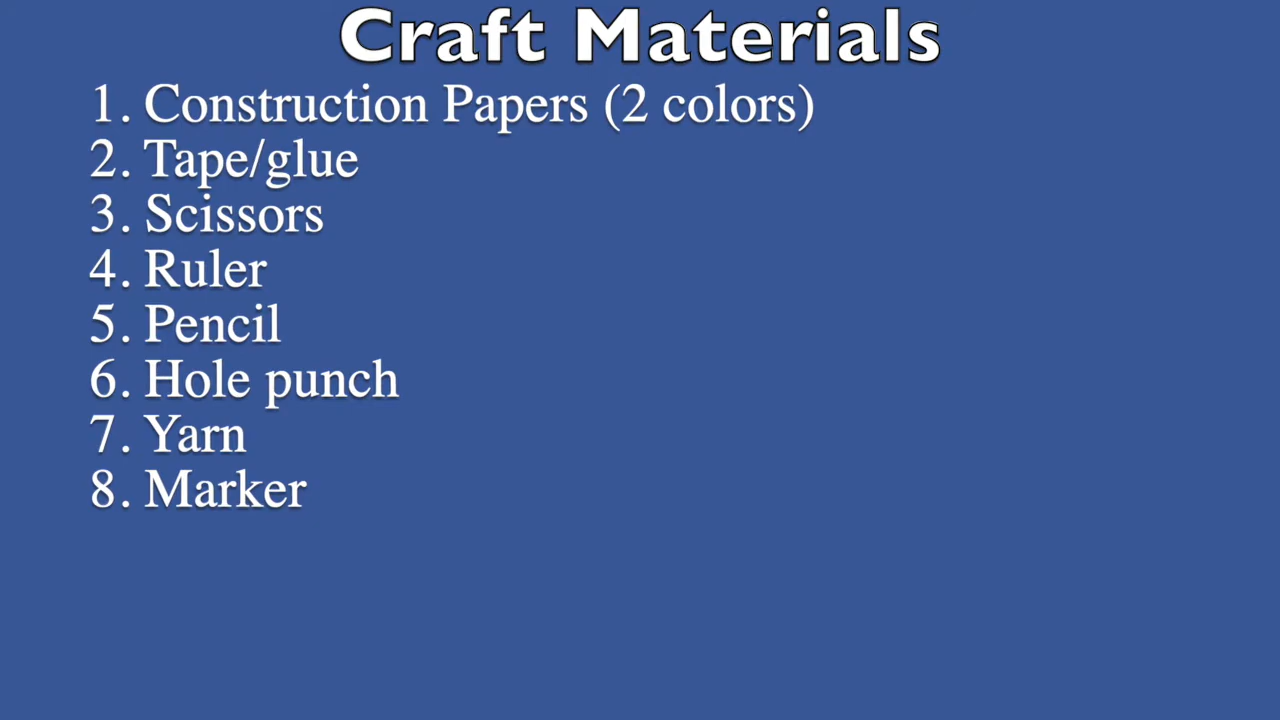 Craft Materials
1. Construction Papers (2 colors)
2. Tape/glue
3. Scissors
4. Ruler
5. Pencil
6. Hole punch
7. Yarn
8. Marker